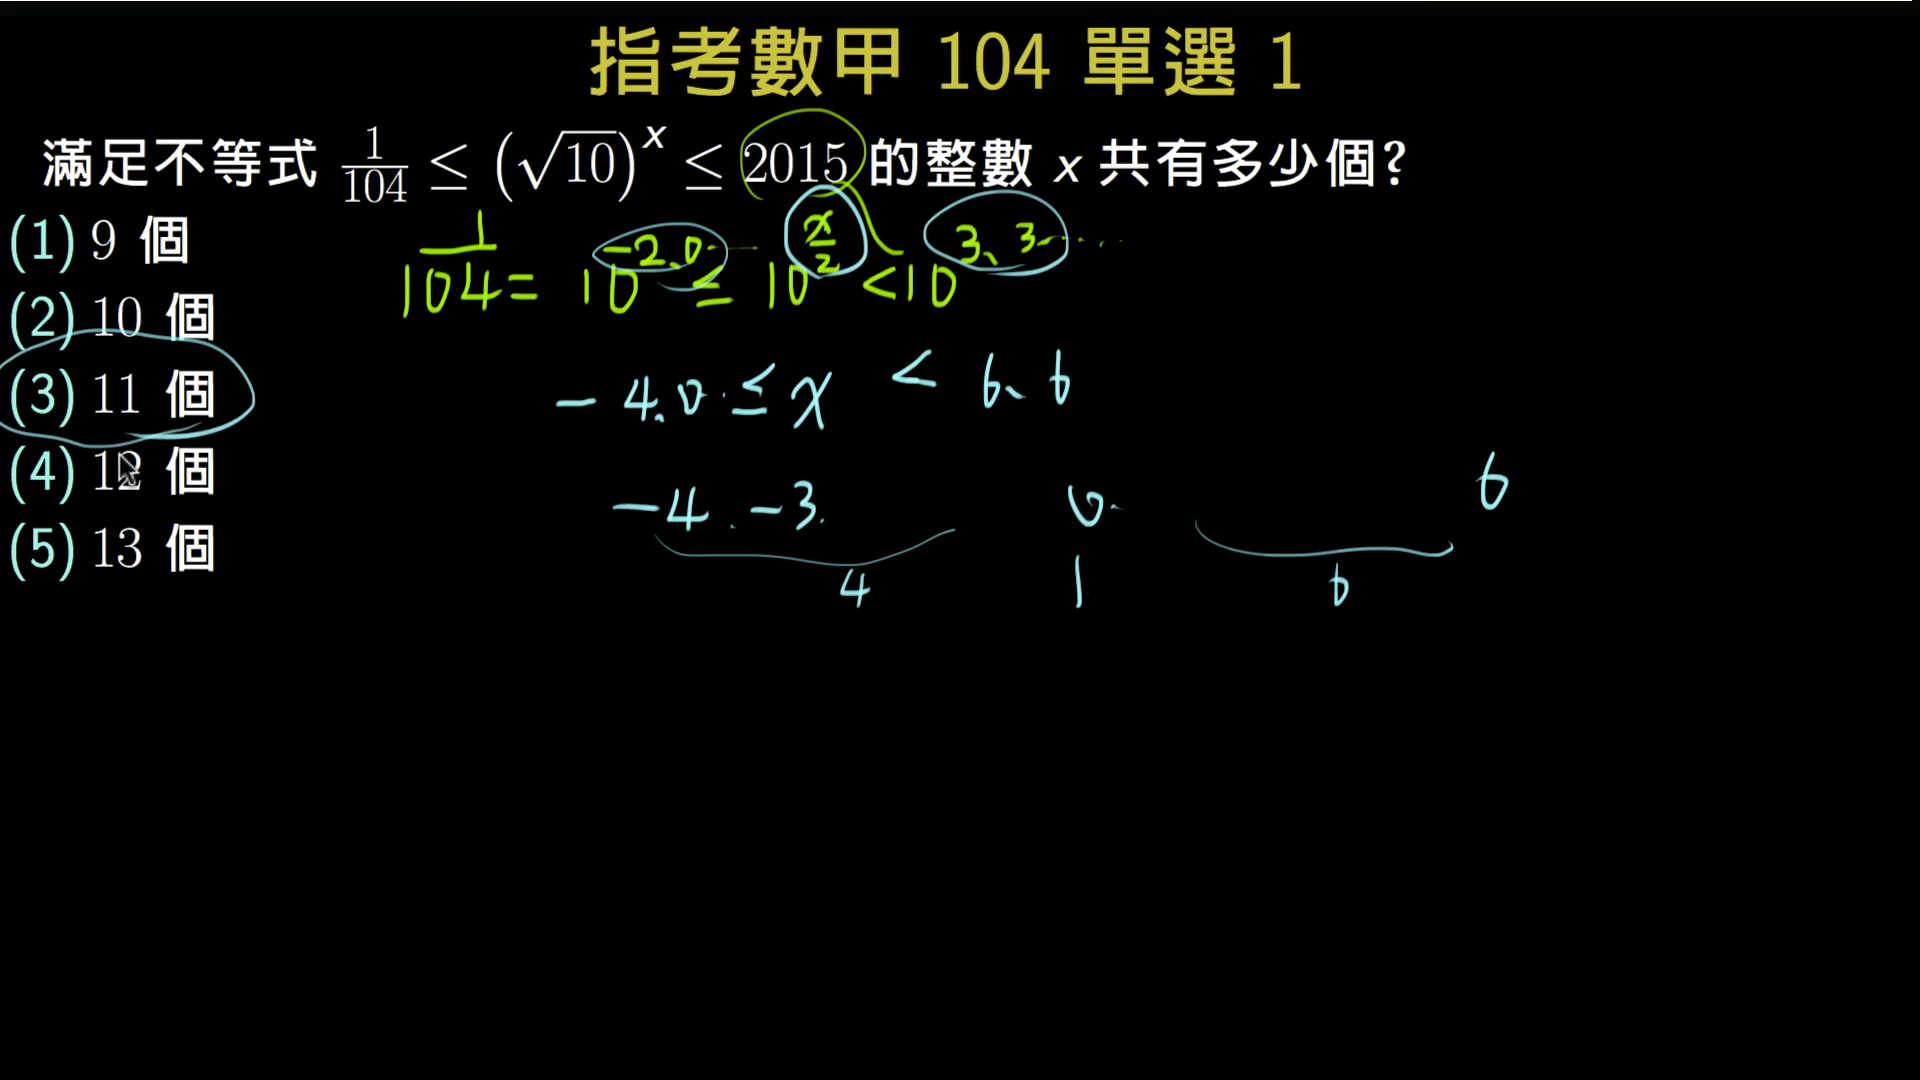 指考數甲 104 單選 1
滿足不等式 1/104 ≤ (√10)^x ≤ 2015 的整數 x 共有多少個?
(1) 9 個
(2) 10 個
(3) 11 個
(4) 12 個
(5) 13 個
1/104 = 10^-2.0... ≤ 10^(x/2) < 10^3.3.....
-4.0. ≤ x < 6.6
-4. -3. 0. 6
4 1 6